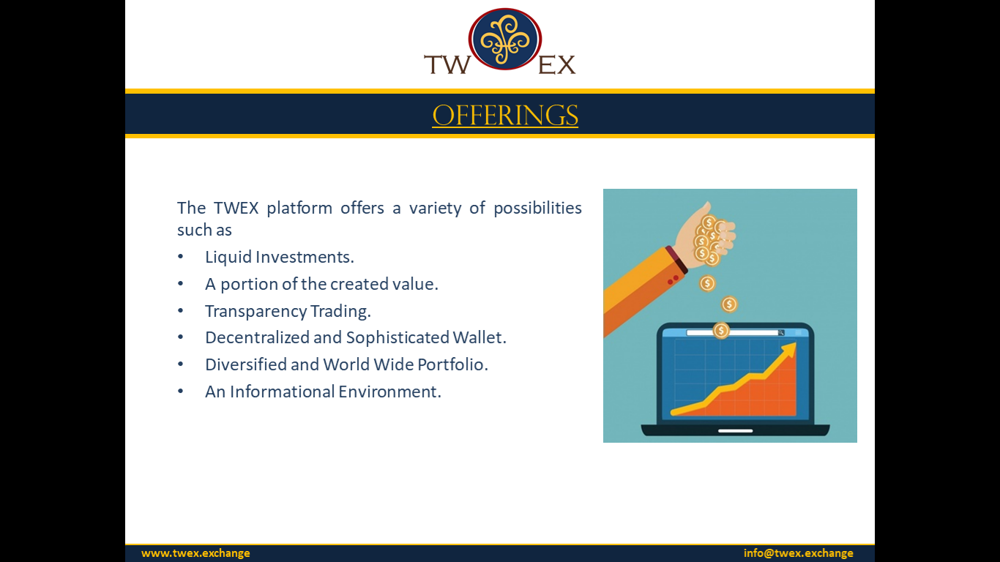 TW EX
OFFERINGS
The TWEX platform offers a variety of possibilities
such as
• Liquid Investments.
• A portion of the created value.
• Transparency Trading.
• Decentralized and Sophisticated Wallet.
• Diversified and World Wide Portfolio.
• An Informational Environment.
$ $ $ $ $ $ $ $
$
$
$
www.twex.exchange
info@twex.exchange